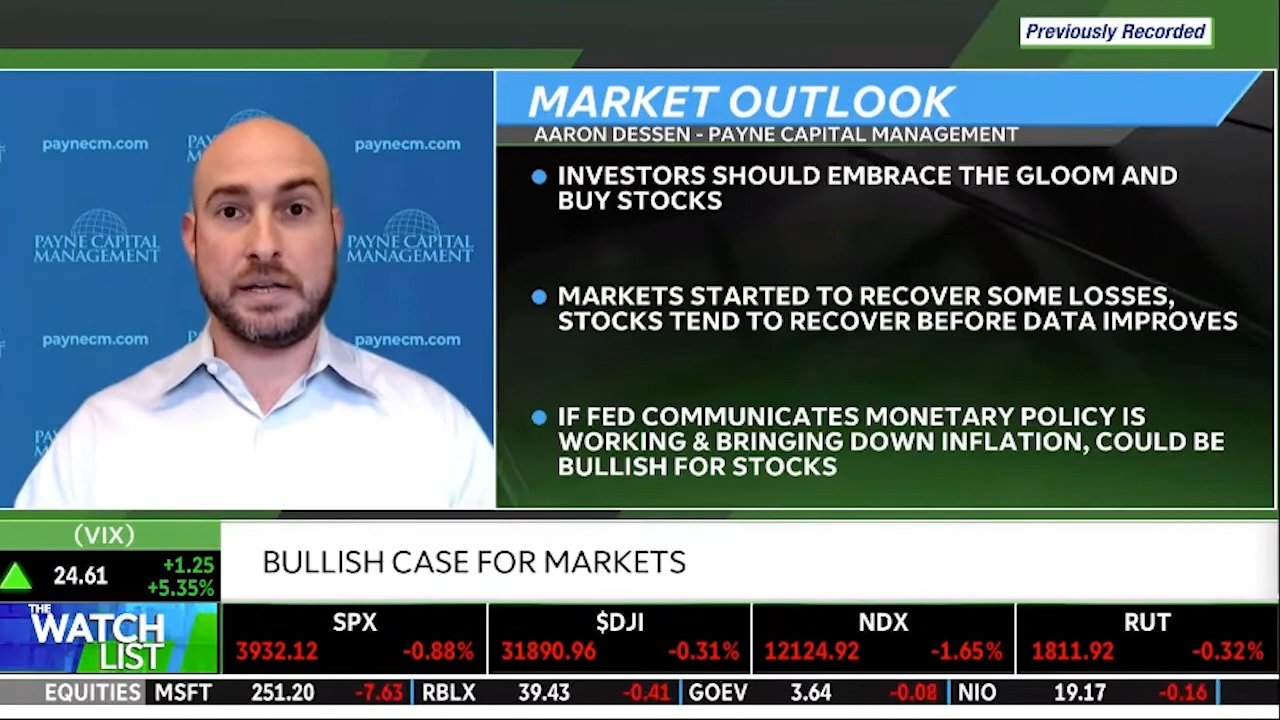 Previously Recorded
paynecm.com
paynecm.com
PAYNE CAPITAL
MANAGEMENT
PAYNE CAPITAL
MANAGEMENT
paynecm.com
paynecm.com
MARKET OUTLOOK
AARON DESSEN - PAYNE CAPITAL MANAGEMENT
INVESTORS SHOULD EMBRACE THE GLOOM AND
BUY STOCKS
MARKETS STARTED TO RECOVER SOME LOSSES,
STOCKS TEND TO RECOVER BEFORE DATA IMPROVES
IF FED COMMUNICATES MONETARY POLICY IS
WORKING & BRINGING DOWN INFLATION, COULD BE
BULLISH FOR STOCKS
(VIX)
24.61
+1.25
+5.35%
BULLISH CASE FOR MARKETS
THE
WATCH
LIST
SPX
3932.12 -0.88%
$DJI
31890.96 -0.31%
NDX
12124.92 -1.65%
RUT
1811.92 -0.32%
EQUITIES MSFT 251.20 -7.63 RBLX 39.43 -0.41 GOEV 3.64 -0.08 NIO 19.17 -0.16